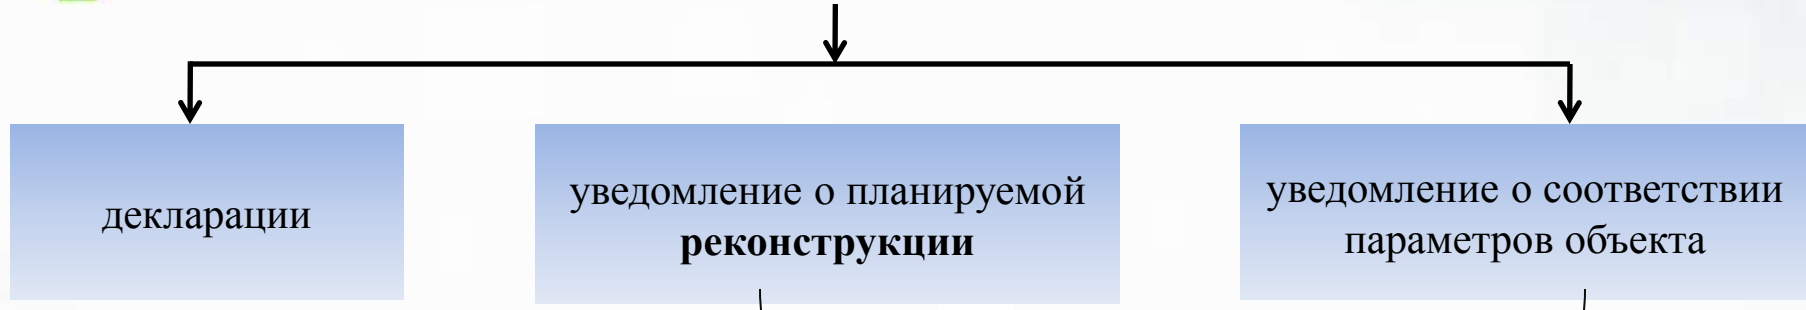 декларации
уведомление о планируемой
реконструкции
уведомление о соответствии
параметров объекта